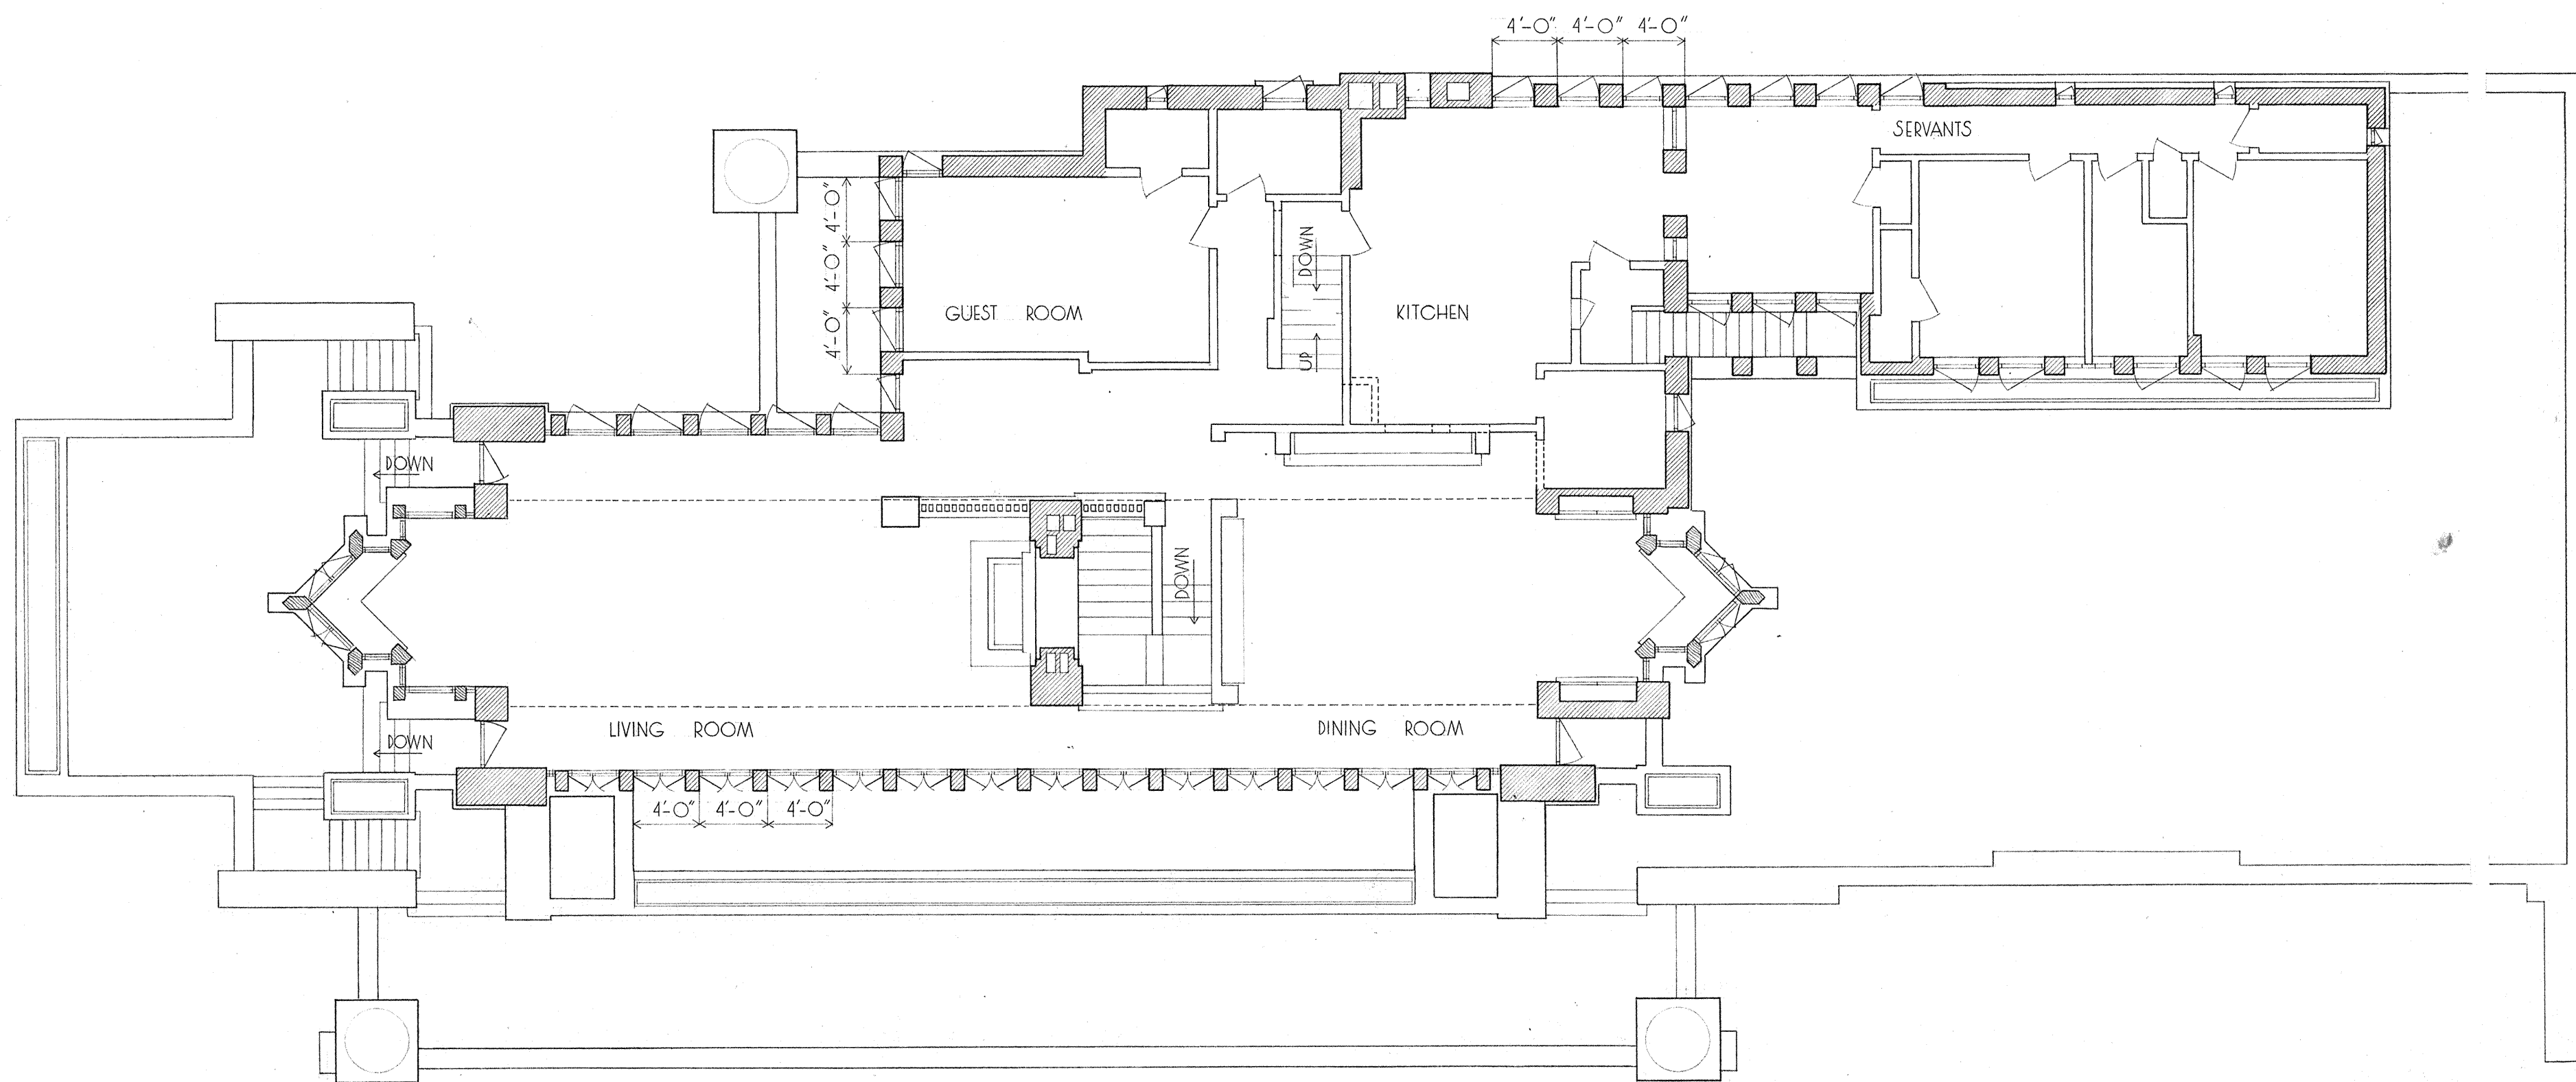 4'-0" 4'-0" 4'-0"
SERVANTS
4'-0"
4'-0"
4'-0"
DOWN
GUEST ROOM
KITCHEN
UP
DOWN
DOWN
LIVING ROOM
DINING ROOM
DOWN
4'-0" 4'-0" 4'-0"